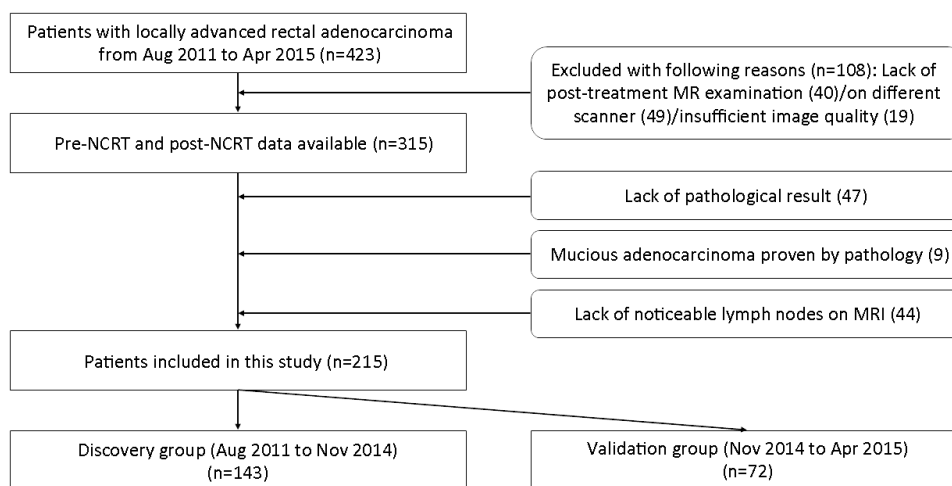 Patients with locally advanced rectal adenocarcinoma
from Aug 2011 to Apr 2015 (n=423)
Excluded with following reasons (n=108): Lack of
post-treatment MR examination (40)/on different
scanner (49)/insufficient image quality (19)
Pre-NCRT and post-NCRT data available (n=315)
Lack of pathological result (47)
Mucious adenocarcinoma proven by pathology (9)
Lack of noticeable lymph nodes on MRI (44)
Patients included in this study (n=215)
Discovery group (Aug 2011 to Nov 2014)
(n=143)
Validation group (Nov 2014 to Apr 2015)
(n=72)